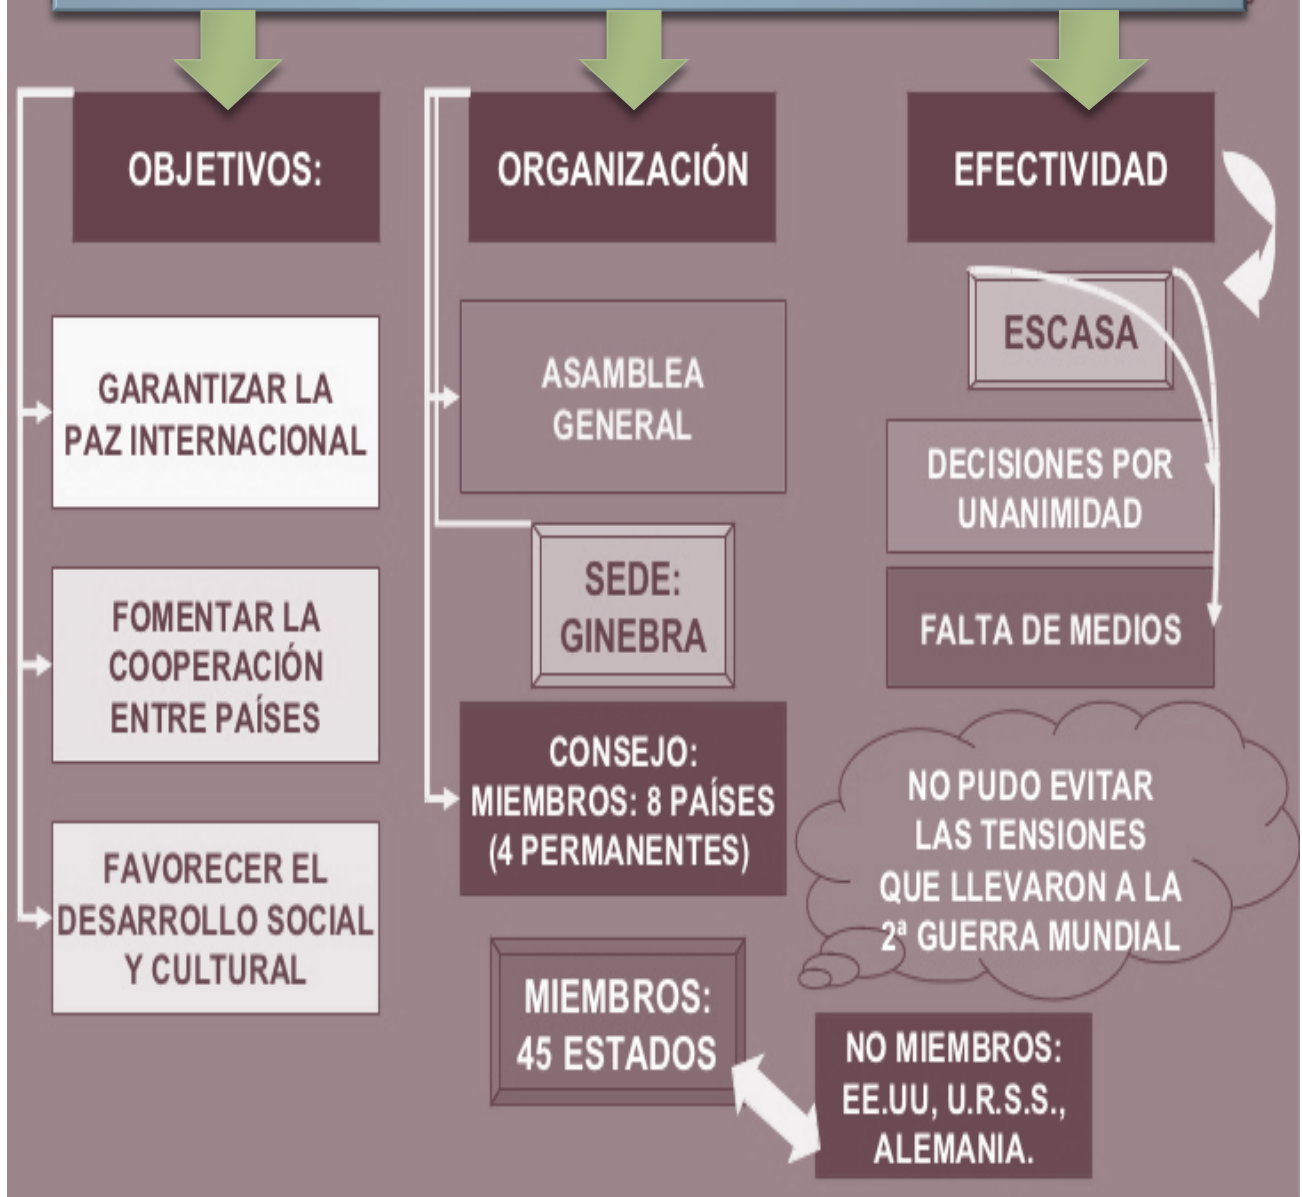 OBJETIVOS:
GARANTIZAR LA
PAZ INTERNACIONAL
FOMENTAR LA
COOPERACIÓN
ENTRE PAÍSES
FAVORECER EL
DESARROLLO SOCIAL
Y CULTURAL
ORGANIZACIÓN
ASAMBLEA
GENERAL
SEDE:
GINEBRA
CONSEJO:
MIEMBROS: 8 PAÍSES
(4 PERMANENTES)
MIEMBROS:
45 ESTADOS
NO MIEMBROS:
EE.UU, U.R.S.S.,
ALEMANIA.
EFECTIVIDAD
ESCASA
DECISIONES POR
UNANIMIDAD
FALTA DE MEDIOS
NO PUDO EVITAR
LAS TENSIONES
QUE LLEVARON A LA
2ª GUERRA MUNDIAL